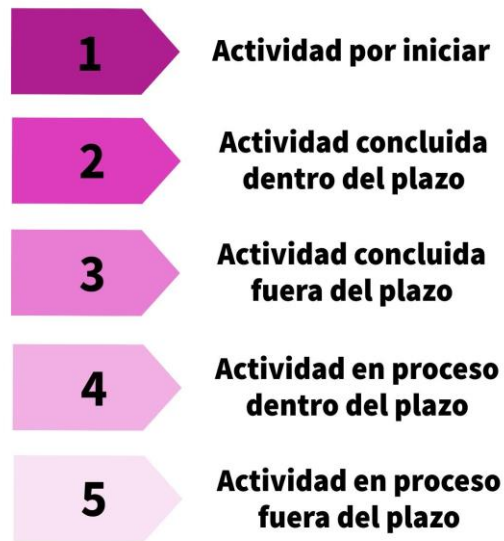 1 Actividad por iniciar
2 Actividad concluida
dentro del plazo
3 Actividad concluida
fuera del plazo
4 Actividad en proceso
dentro del plazo
5 Actividad en proceso
fuera del plazo